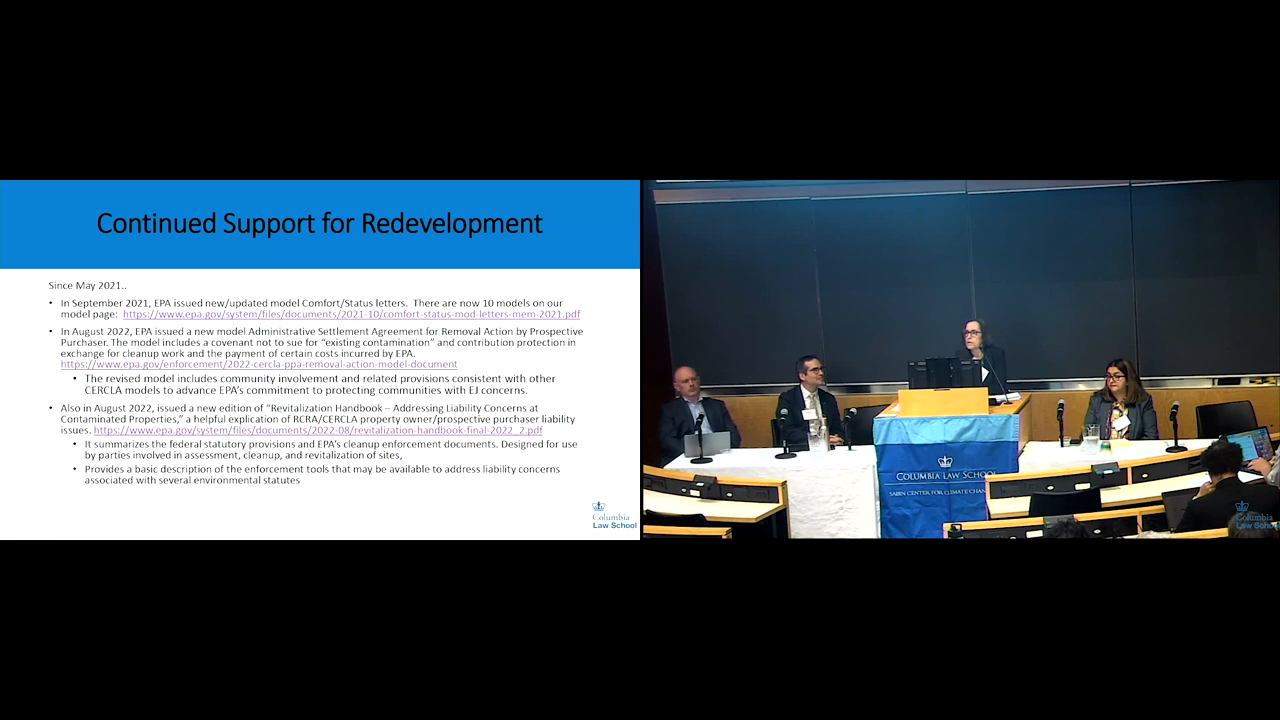 Continued Support for Redevelopment
Since May 2021..
• In September 2021, EPA issued new/updated model Comfort/Status letters.  There are now 10 models on our
model page:  https://www.epa.gov/system/files/documents/2021-10/comfort-status-mod-letters-mem-2021.pdf
• In August 2022, EPA issued a new model Administrative Settlement Agreement for Removal Action by Prospective
Purchaser. The model includes a covenant not to sue for "existing contamination" and contribution protection in
exchange for cleanup work and the payment of certain costs incurred by EPA.
https://www.epa.gov/enforcement/2022-cercla-ppa-removal-action-model-document
• The revised model includes community involvement and related provisions consistent with other
CERCLA models to advance EPA's commitment to protecting communities with EJ concerns.
• Also in August 2022, issued a new edition of "Revitalization Handbook – Addressing Liability Concerns at
Contaminated Properties," a helpful explication of RCRA/CERCLA property owner/prospective purchaser liability
issues. https://www.epa.gov/system/files/documents/2022-08/revitalization-handbook-final-2022_2.pdf
• It summarizes the federal statutory provisions and EPA's cleanup enforcement documents. Designed for use
by parties involved in assessment, cleanup, and revitalization of sites,
• Provides a basic description of the enforcement tools that may be available to address liability concerns
associated with several environmental statutes
Columbia
Law School
COLUMBIA LAW SCHOOL
SABIN CENTER FOR CLIMATE CHAN
Columbia
Law School